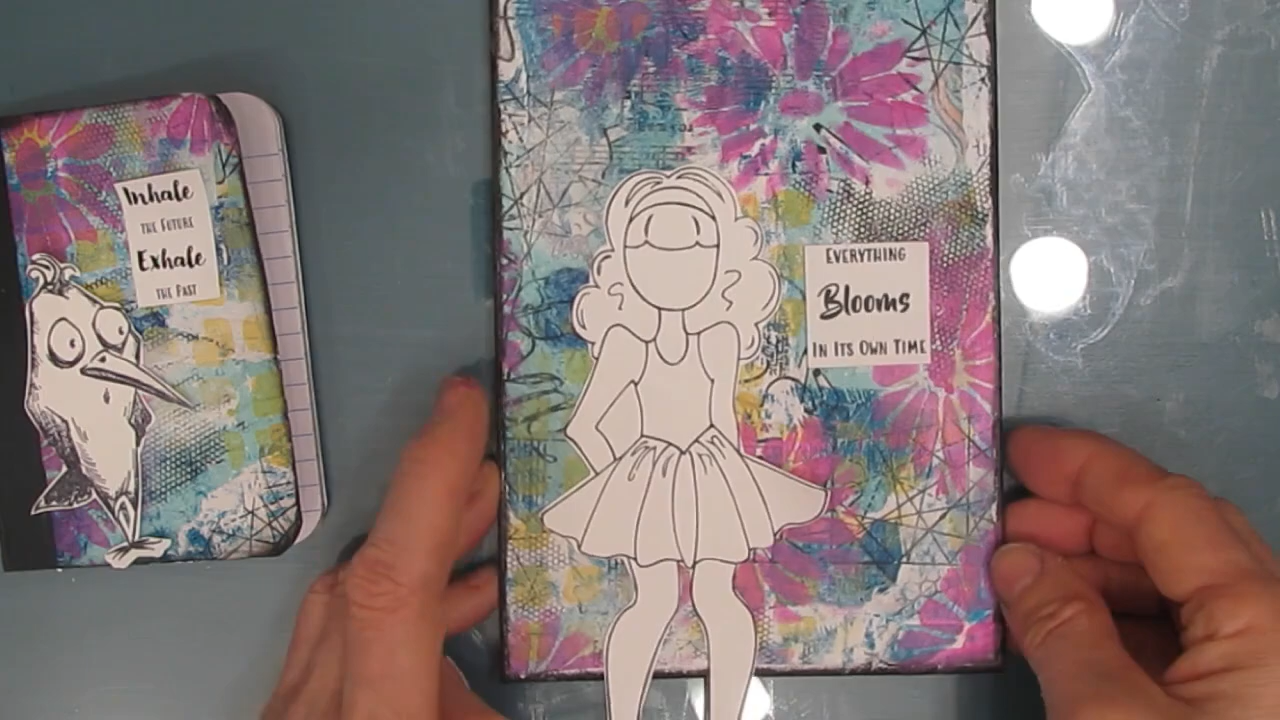 Inhale
THE FUTURE
Exhale
THE PAST
EVERYTHING
Blooms
IN ITS OWN TIME